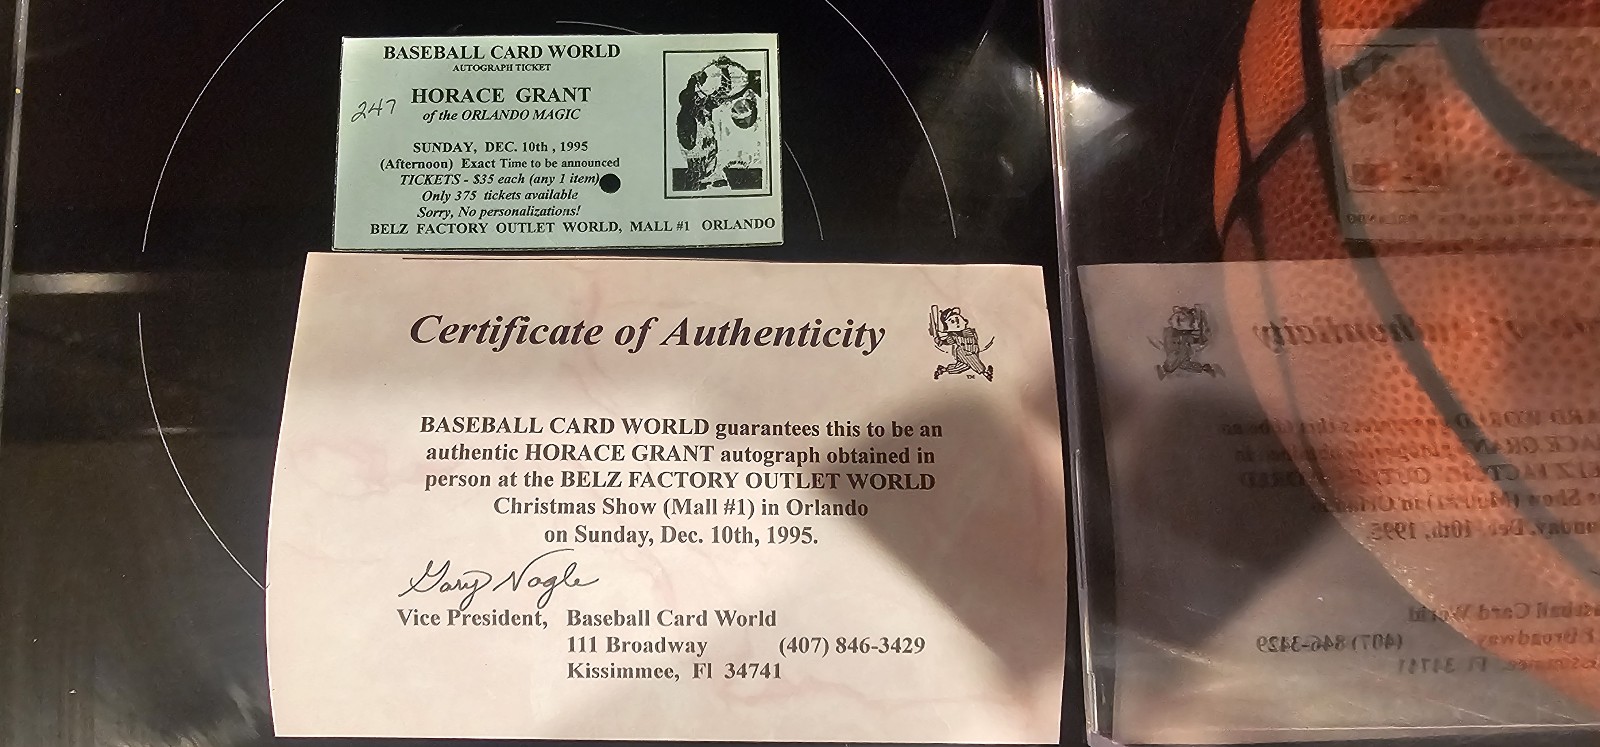 BASEBALL CARD WORLD
AUTOGRAPH TICKET
247
HORACE GRANT
of the ORLANDO MAGIC
SUNDAY, DEC. 10th, 1995
(Afternoon) Exact Time to be announced
TICKETS - $35 each (any 1 item)
Only 375 tickets available
Sorry, No personalizations!
BELZ FACTORY OUTLET WORLD, MALL #1 ORLANDO
Certificate of Authenticity
TM
BASEBALL CARD WORLD guarantees this to be an
authentic HORACE GRANT autograph obtained in
person at the BELZ FACTORY OUTLET WORLD
Christmas Show (Mall #1) in Orlando
on Sunday, Dec. 10th, 1995.
Gary Nagle
Vice President, Baseball Card World
111 Broadway (407) 846-3429
Kissimmee, Fl 34741